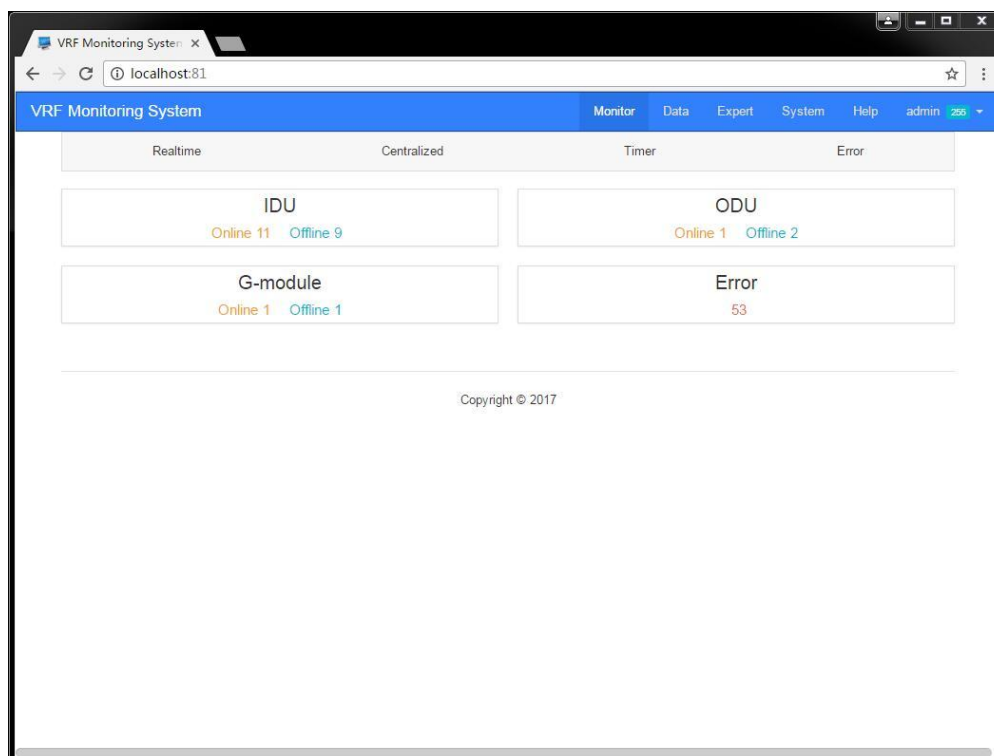 VRF Monitoring System
localhost:81
VRF Monitoring System Monitor Data Expert System Help admin 256
Realtime Centralized Timer Error
IDU
Online 11 Offline 9
ODU
Online 1 Offline 2
G-module
Online 1 Offline 1
Error
53
Copyright © 2017